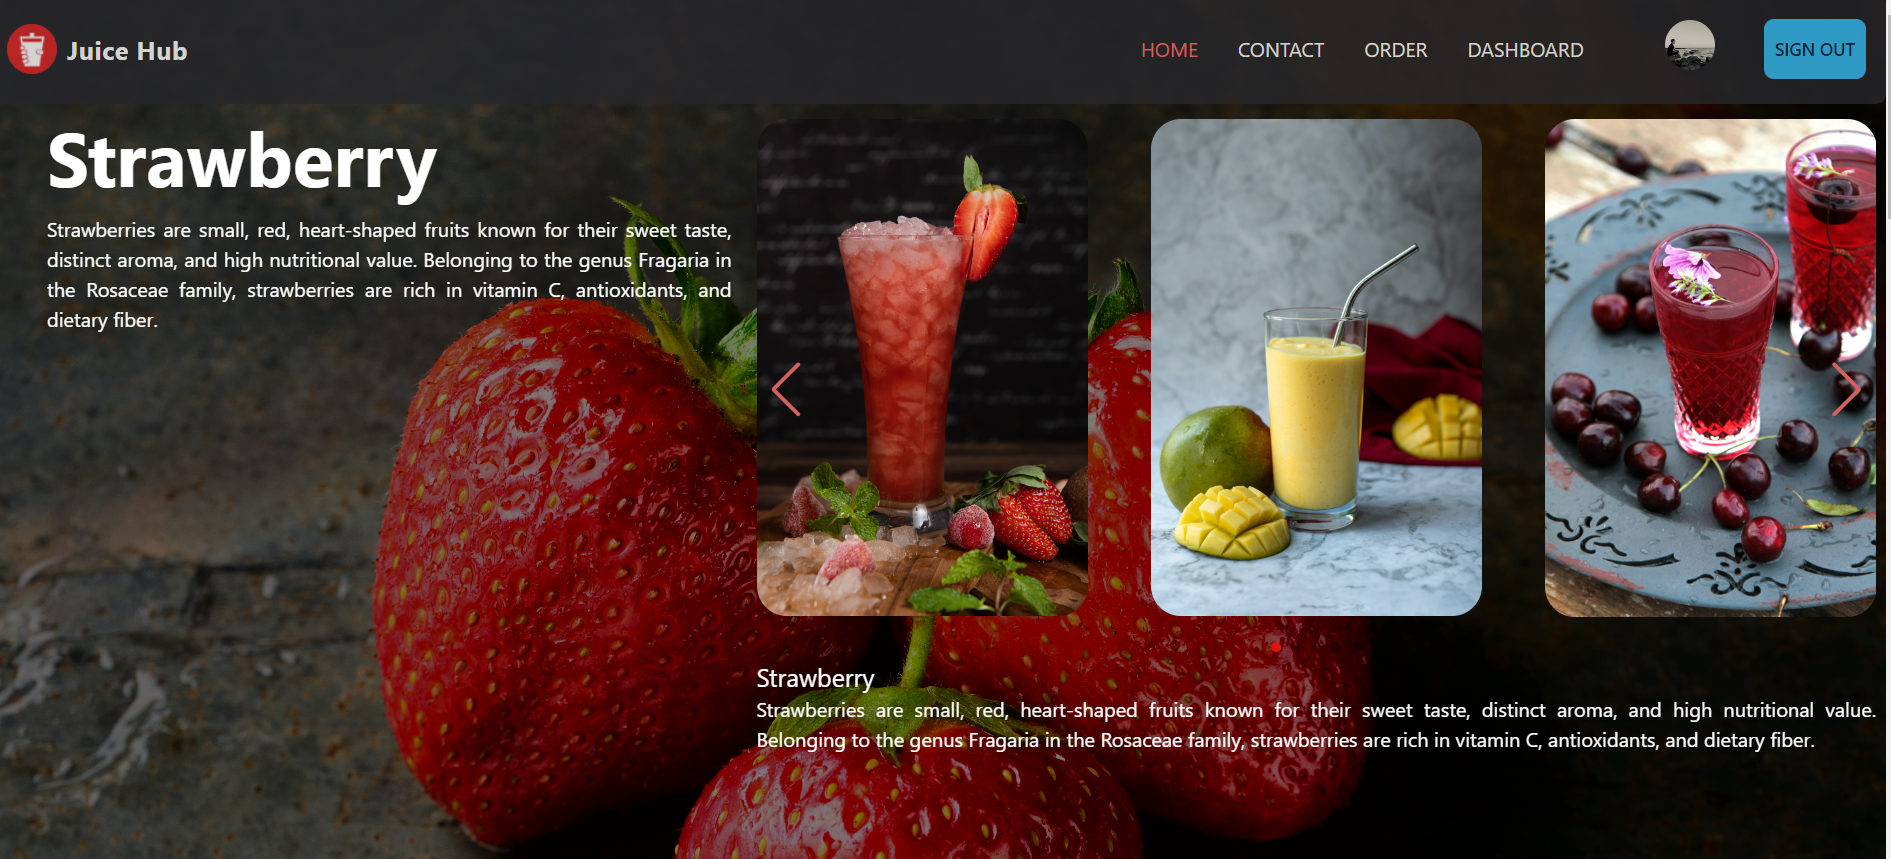 Juice Hub
HOME
CONTACT
ORDER
DASHBOARD
SIGN OUT
Strawberry
Strawberries are small, red, heart-shaped fruits known for their sweet taste,
distinct aroma, and high nutritional value. Belonging to the genus Fragaria in
the Rosaceae family, strawberries are rich in vitamin C, antioxidants, and
dietary fiber.
Strawberry
Strawberries are small, red, heart-shaped fruits known for their sweet taste, distinct aroma, and high nutritional value.
Belonging to the genus Fragaria in the Rosaceae family, strawberries are rich in vitamin C, antioxidants, and dietary fiber.